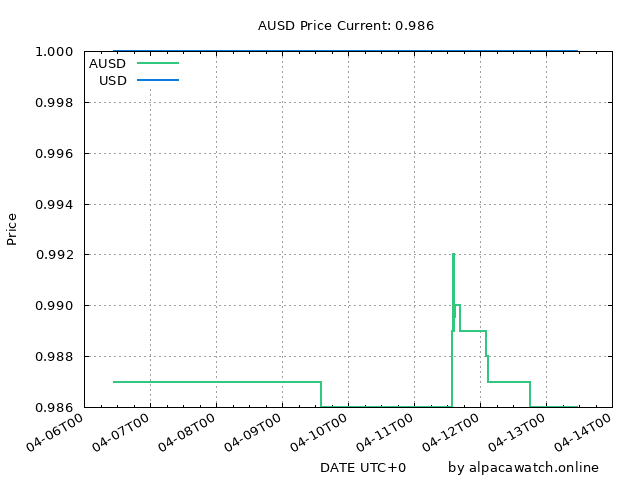 AUSD Price Current: 0.986
1.000
AUSD
USD
0.998
0.996
0.994
0.992
0.990
0.988
0.986
Price
04-06T00
04-07T00
04-08T00
04-09T00
04-10T00
04-11T00
04-12T00
04-13T00
04-14T00
DATE UTC+0
by alpacawatch.online